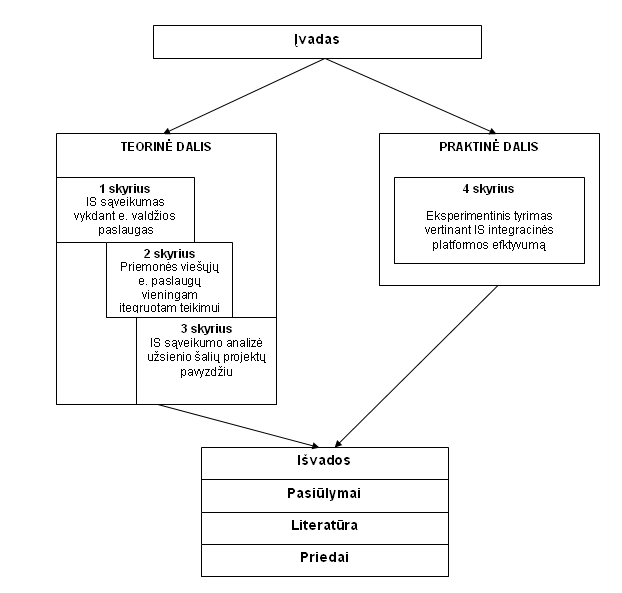 Įvadas
TEORINĖ DALIS
1 skyrius
IS sąveikumas
vykdant e. valdžios
paslaugas
2 skyrius
Priemonės viešųjų
e. paslaugų
vieningam
itegruotam teikimui
3 skyrius
IS sąveikumo analizė
užsienio šalių projektų
pavyzdžiu
PRAKTINĖ DALIS
4 skyrius
Eksperimentinis tyrimas
vertinant IS integracinės
platformos efktyvumą
Išvados
Pasiūlymai
Literatūra
Priedai